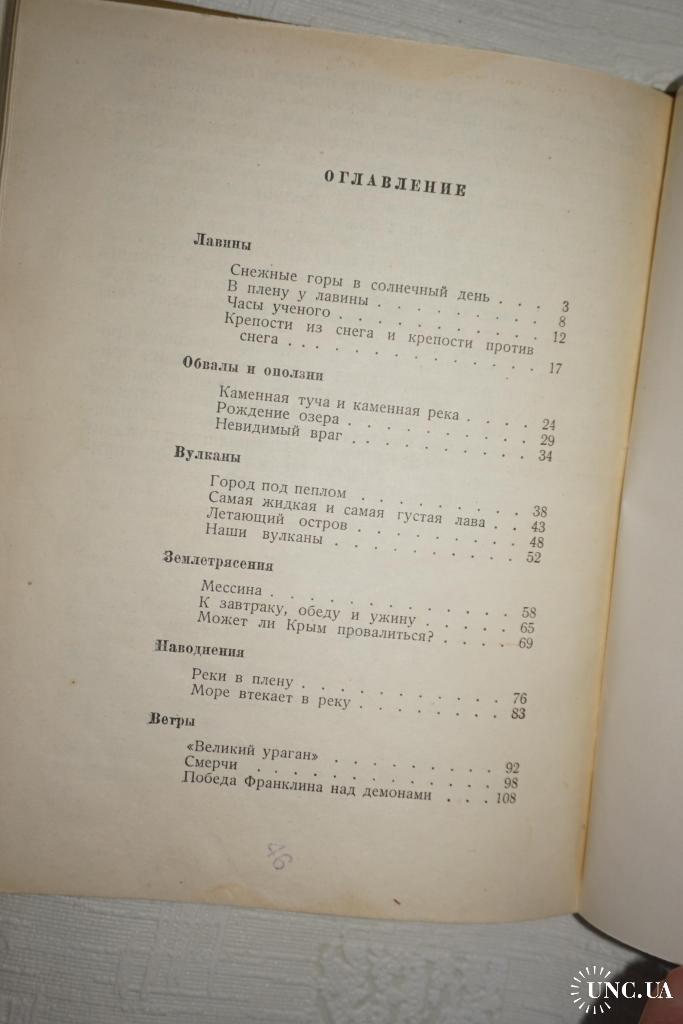 ОГЛАВЛЕНИЕ
Лавины
Снежные горы в солнечный день . . . 3
В плену у лавины . . . . . . . . 8
Часы ученого . . . . . . . . . . 12
Крепости из снега и крепости против
снега . . . . . . . . . . . . 17
Обвалы и оползни
Каменная туча и каменная река . . . . 24
Рождение озера . . . . . . . . . 29
Невидимый враг . . . . . . . . . 34
Вулканы
Город под пеплом . . . . . . . . 38
Самая жидкая и самая густая лава . . 43
Летающий остров . . . . . . . . 48
Наши вулканы . . . . . . . . . 52
Землетрясения
Мессина . . . . . . . . . . . . 58
К завтраку, обеду и ужину . . . . . 65
Может ли Крым провалиться? . . . . 69
Наводнения
Реки в плену . . . . . . . . . . 76
Море втекает в реку . . . . . . . 83
Ветры
«Великий ураган» . . . . . . . . 92
Смерчи . . . . . . . . . . . . 98
Победа Франклина над демонами . . . 108
46
UNC.UA